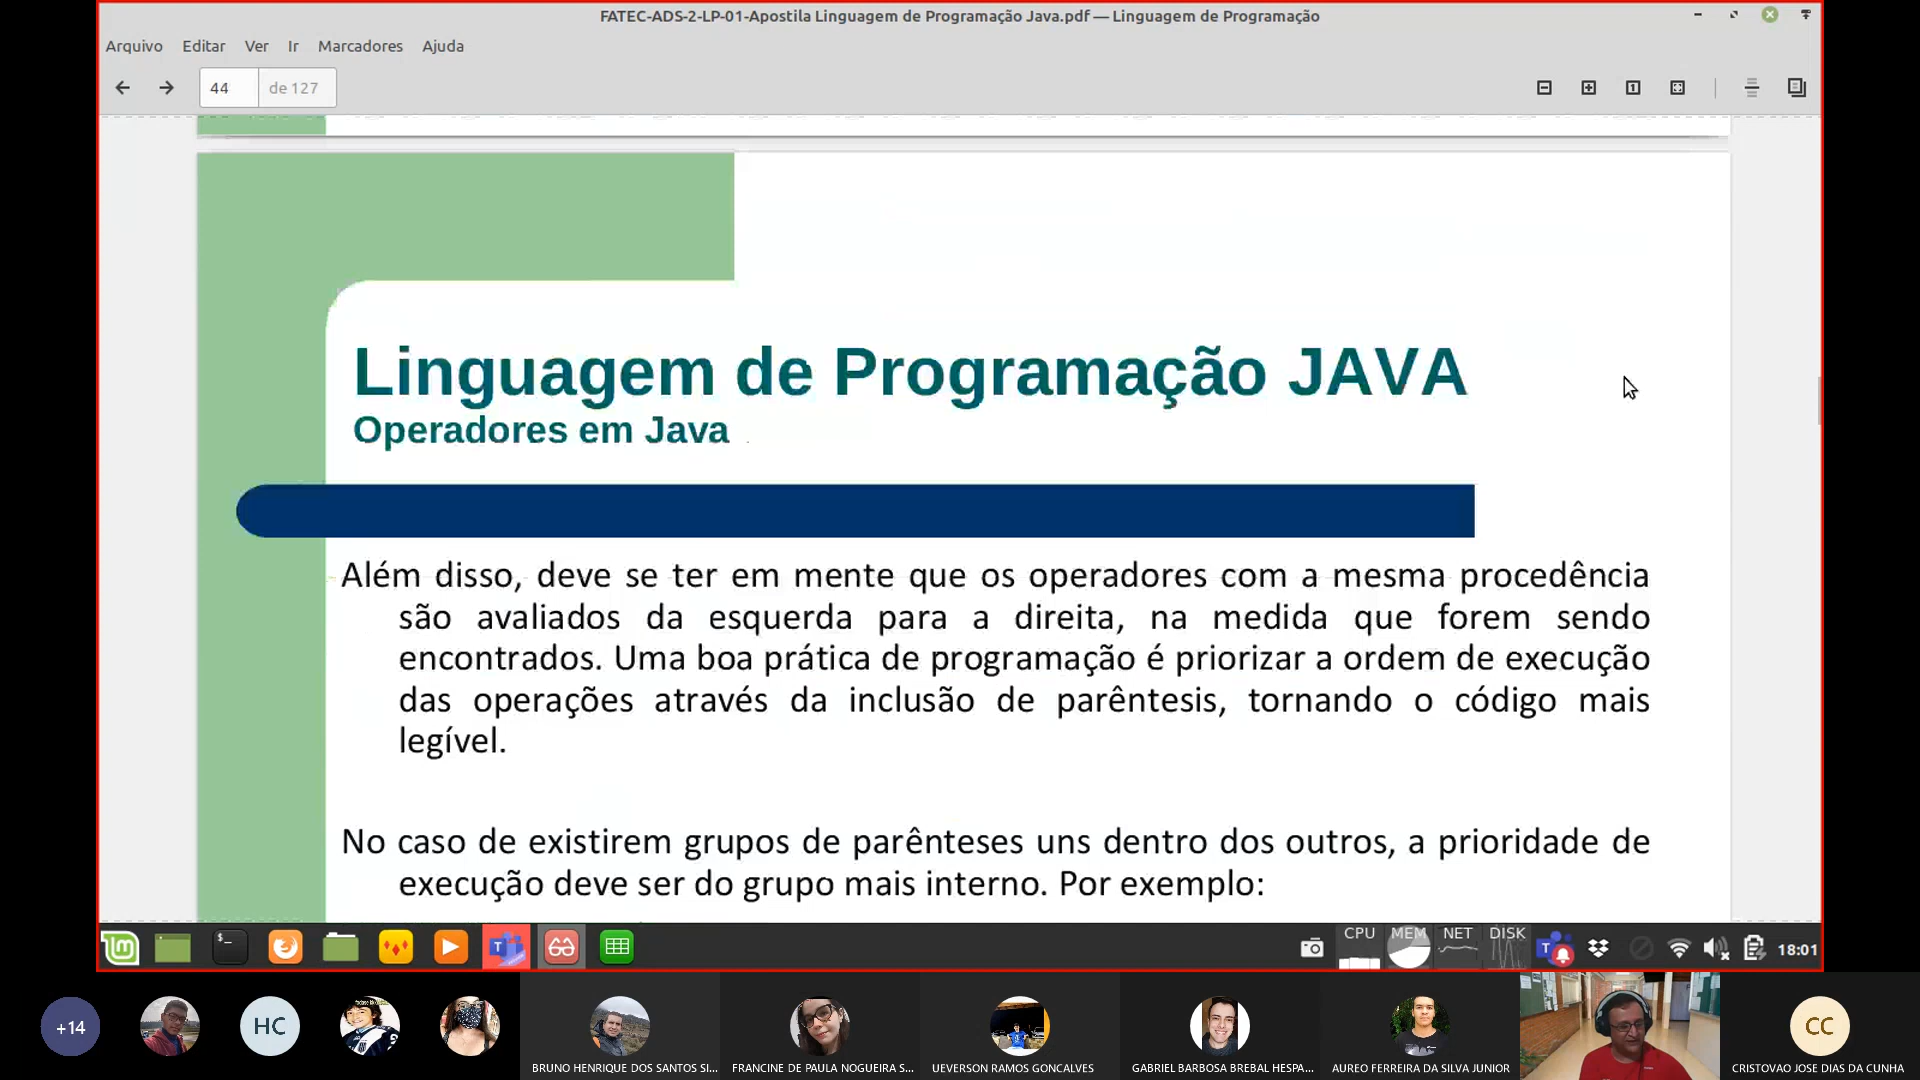 FATEC-ADS-2-LP-01-Apostila Linguagem de Programação Java.pdf — Linguagem de Programação
Arquivo Editar Ver Ir Marcadores Ajuda
44 de 127
Linguagem de Programação JAVA
Operadores em Java
Além disso, deve se ter em mente que os operadores com a mesma procedência
são avaliados da esquerda para a direita, na medida que forem sendo
encontrados. Uma boa prática de programação é priorizar a ordem de execução
das operações através da inclusão de parêntesis, tornando o código mais
legível.
No caso de existirem grupos de parênteses uns dentro dos outros, a prioridade de
execução deve ser do grupo mais interno. Por exemplo:
CPU MEM NET DISK
18:01
+14 HC CC
BRUNO HENRIQUE DOS SANTOS SI... FRANCINE DE PAULA NOGUEIRA S... UEVERSON RAMOS GONCALVES GABRIEL BARBOSA BREBAL HESPA... AUREO FERREIRA DA SILVA JUNIOR CRISTOVAO JOSE DIAS DA CUNHA